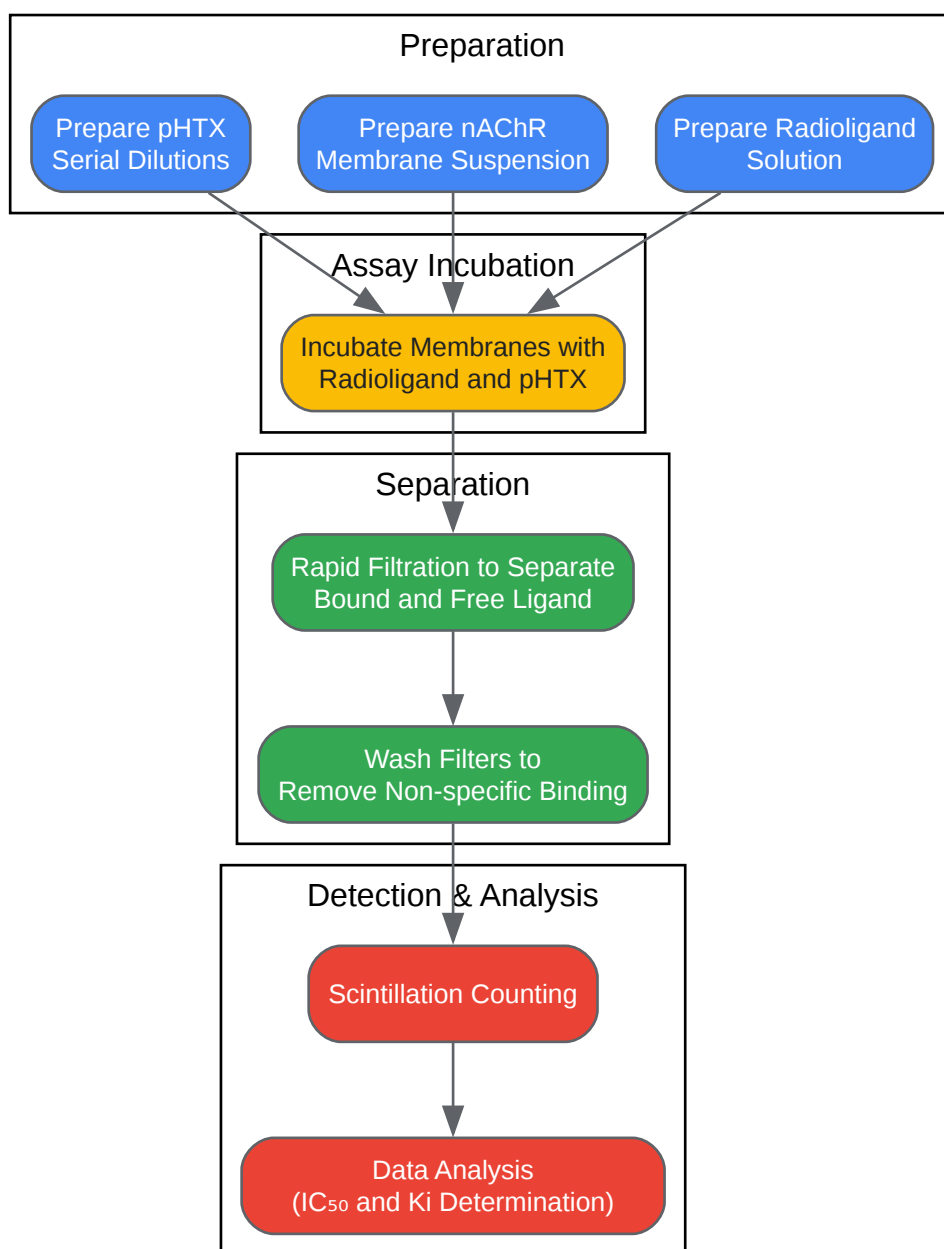 Preparation
Prepare pHTX
Serial Dilutions
Prepare nAChR
Membrane Suspension
Prepare Radioligand
Solution
Assay Incubation
Incubate Membranes with
Radioligand and pHTX
Separation
Rapid Filtration to Separate
Bound and Free Ligand
Wash Filters to
Remove Non-specific Binding
Detection & Analysis
Scintillation Counting
Data Analysis
(IC₅₀ and Ki Determination)